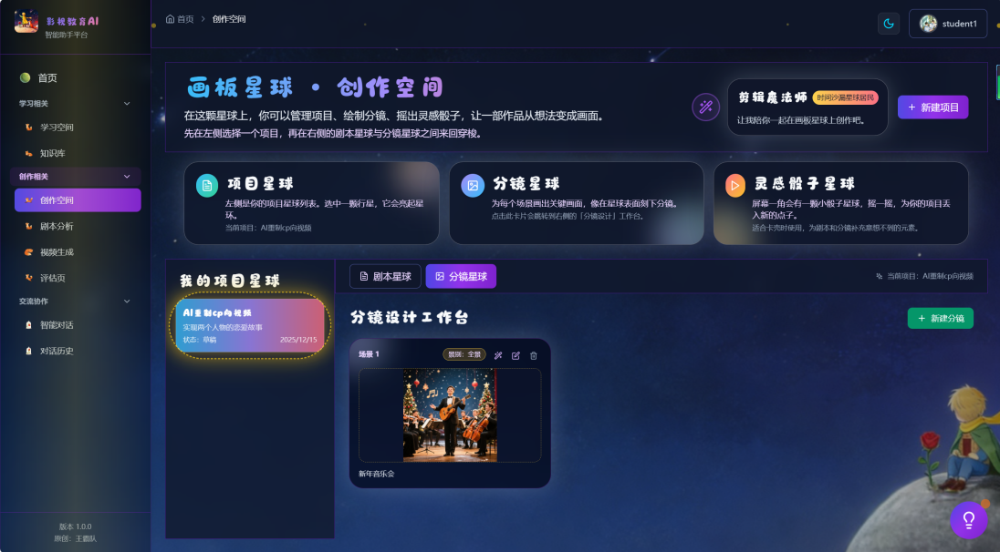 影视教育AI
智能助手平台
首页
学习相关
学习空间
知识库
创作相关
创作空间
剧本分析
视频生成
评估页
交流协作
智能对话
对话历史
版本 1.0.0
首页 > 创作空间
student1
画板星球 · 创作空间
在这颗星球上，你可以管理项目、绘制分镜、摇出灵感骰子，让一部作品从想法变成画面。
先在左侧选择一个项目，再在右侧的剧本星球与分镜星球之间来回穿梭。
剪辑魔法师 时间沙漏星球居民
让我陪你一起在画板星球上创作吧。
+ 新建项目
项目星球
左侧是你的项目星球列表。选中一颗行星，它会亮起星
环。
当前项目：AI重制cp向视频
分镜星球
为每个场景画出关键画面，像在星球表面刻下分镜。
点击此卡片会跳转到右侧的「分镜设计」工作台。
灵感骰子星球
屏幕一角会有一颗小骰子星球，摇一摇，为你的项目丢
入新的点子。
适合卡壳时使用，为剧本和分镜补充意想不到的元素。
我的项目星球
AI重制cp向视频
实现两个人物的恋爱故事
状态：草稿 2025/12/15
剧本星球
分镜星球
当前项目：AI重制cp向视频
分镜设计工作台
+ 新建分镜
场景 1
景别：全景
新年音乐会